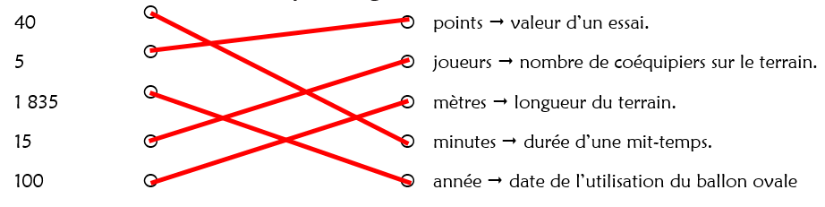 40 points → valeur d'un essai.
5 joueurs → nombre de coéquipiers sur le terrain.
1 835 mètres → longueur du terrain.
15 minutes → durée d'une mit-temps.
100 année → date de l'utilisation du ballon ovale